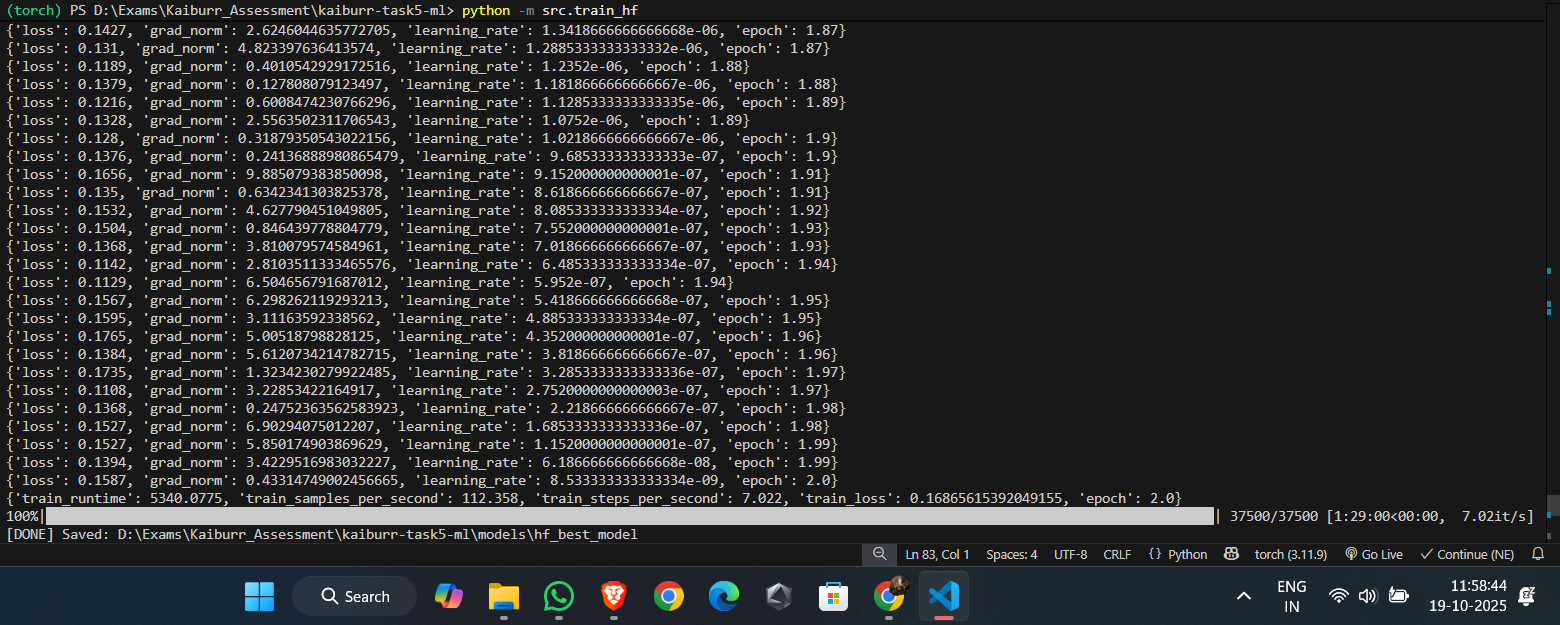 (torch) PS D:\Exams\Kaiburr_Assessment\kaiburr-task5-ml> python -m src.train_hf
{'loss': 0.1427, 'grad_norm': 2.6246044635772705, 'learning_rate': 1.3418666666666668e-06, 'epoch': 1.87}
{'loss': 0.131, 'grad_norm': 4.823397636413574, 'learning_rate': 1.2885333333333332e-06, 'epoch': 1.87}
{'loss': 0.1189, 'grad_norm': 0.4010542929172516, 'learning_rate': 1.2352e-06, 'epoch': 1.88}
{'loss': 0.1379, 'grad_norm': 0.127808079123497, 'learning_rate': 1.1818666666666667e-06, 'epoch': 1.88}
{'loss': 0.1216, 'grad_norm': 0.6008474230766296, 'learning_rate': 1.1285333333333335e-06, 'epoch': 1.89}
{'loss': 0.1328, 'grad_norm': 2.5563502311706543, 'learning_rate': 1.0752e-06, 'epoch': 1.89}
{'loss': 0.128, 'grad_norm': 0.31879350543022156, 'learning_rate': 1.0218666666666667e-06, 'epoch': 1.9}
{'loss': 0.1376, 'grad_norm': 0.24136888980865479, 'learning_rate': 9.685333333333333e-07, 'epoch': 1.9}
{'loss': 0.1656, 'grad_norm': 9.885079383850098, 'learning_rate': 9.152000000000001e-07, 'epoch': 1.91}
{'loss': 0.135, 'grad_norm': 0.6342341303825378, 'learning_rate': 8.618666666666667e-07, 'epoch': 1.91}
{'loss': 0.1532, 'grad_norm': 4.627790451049805, 'learning_rate': 8.085333333333334e-07, 'epoch': 1.92}
{'loss': 0.1504, 'grad_norm': 0.846439778804779, 'learning_rate': 7.552000000000001e-07, 'epoch': 1.93}
{'loss': 0.1368, 'grad_norm': 3.810079574584961, 'learning_rate': 7.018666666666667e-07, 'epoch': 1.93}
{'loss': 0.1142, 'grad_norm': 2.8103511333465576, 'learning_rate': 6.485333333333334e-07, 'epoch': 1.94}
{'loss': 0.1129, 'grad_norm': 6.504656791687012, 'learning_rate': 5.952e-07, 'epoch': 1.94}
{'loss': 0.1567, 'grad_norm': 6.298262119293213, 'learning_rate': 5.418666666666668e-07, 'epoch': 1.95}
{'loss': 0.1595, 'grad_norm': 3.11163592338562, 'learning_rate': 4.885333333333334e-07, 'epoch': 1.95}
{'loss': 0.1765, 'grad_norm': 5.00518798828125, 'learning_rate': 4.352000000000001e-07, 'epoch': 1.96}
{'loss': 0.1384, 'grad_norm': 5.6120734214782715, 'learning_rate': 3.818666666666667e-07, 'epoch': 1.96}
{'loss': 0.1735, 'grad_norm': 1.3234230279922485, 'learning_rate': 3.2853333333333336e-07, 'epoch': 1.97}
{'loss': 0.1108, 'grad_norm': 3.22853422164917, 'learning_rate': 2.7520000000000003e-07, 'epoch': 1.97}
{'loss': 0.1368, 'grad_norm': 0.24752363562583923, 'learning_rate': 2.218666666666667e-07, 'epoch': 1.98}
{'loss': 0.1527, 'grad_norm': 6.90294075012207, 'learning_rate': 1.6853333333333336e-07, 'epoch': 1.98}
{'loss': 0.1527, 'grad_norm': 5.850174903869629, 'learning_rate': 1.1520000000000001e-07, 'epoch': 1.99}
{'loss': 0.1394, 'grad_norm': 3.4229516983032227, 'learning_rate': 6.186666666666668e-08, 'epoch': 1.99}
{'loss': 0.1587, 'grad_norm': 0.43314749002456665, 'learning_rate': 8.533333333333334e-09, 'epoch': 2.0}
{'train_runtime': 5340.0775, 'train_samples_per_second': 112.358, 'train_steps_per_second': 7.022, 'train_loss': 0.16865615392049155, 'epoch': 2.0}
100%| | 37500/37500 [1:29:00<00:00, 7.02it/s]
[DONE] Saved: D:\Exams\Kaiburr_Assessment\kaiburr-task5-ml\models\hf_best_model
Ln 83, Col 1 Spaces: 4 UTF-8 CRLF {} Python torch (3.11.9) Go Live Continue (NE)
Search
ENG
IN
11:58:44
19-10-2025